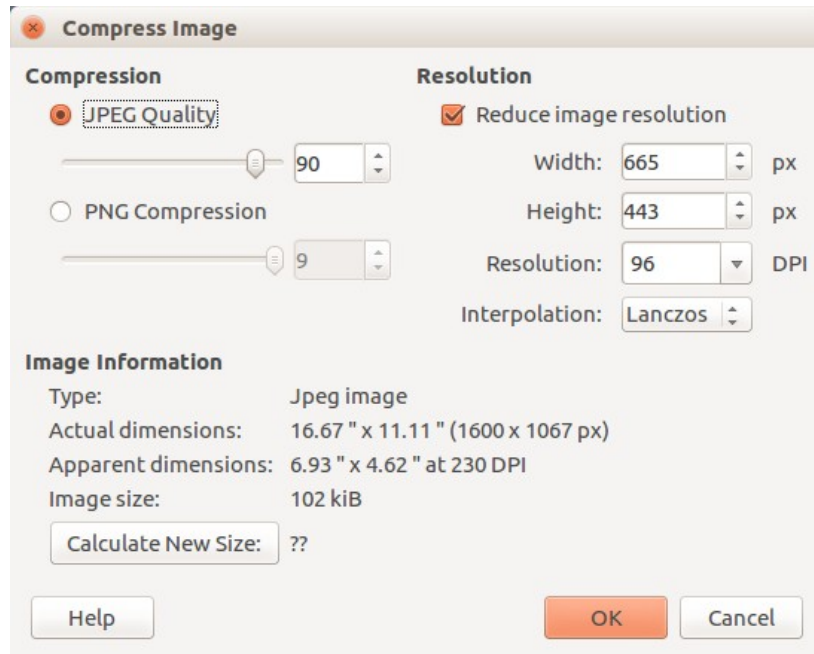 Compress Image
Compression
JPEG Quality
90
PNG Compression
9
Resolution
Reduce image resolution
Width: 665 px
Height: 443 px
Resolution: 96 DPI
Interpolation: Lanczos
Image Information
Type: Jpeg image
Actual dimensions: 16.67 " x 11.11 " (1600 x 1067 px)
Apparent dimensions: 6.93 " x 4.62 " at 230 DPI
Image size: 102 kiB
Calculate New Size: ??
Help OK Cancel